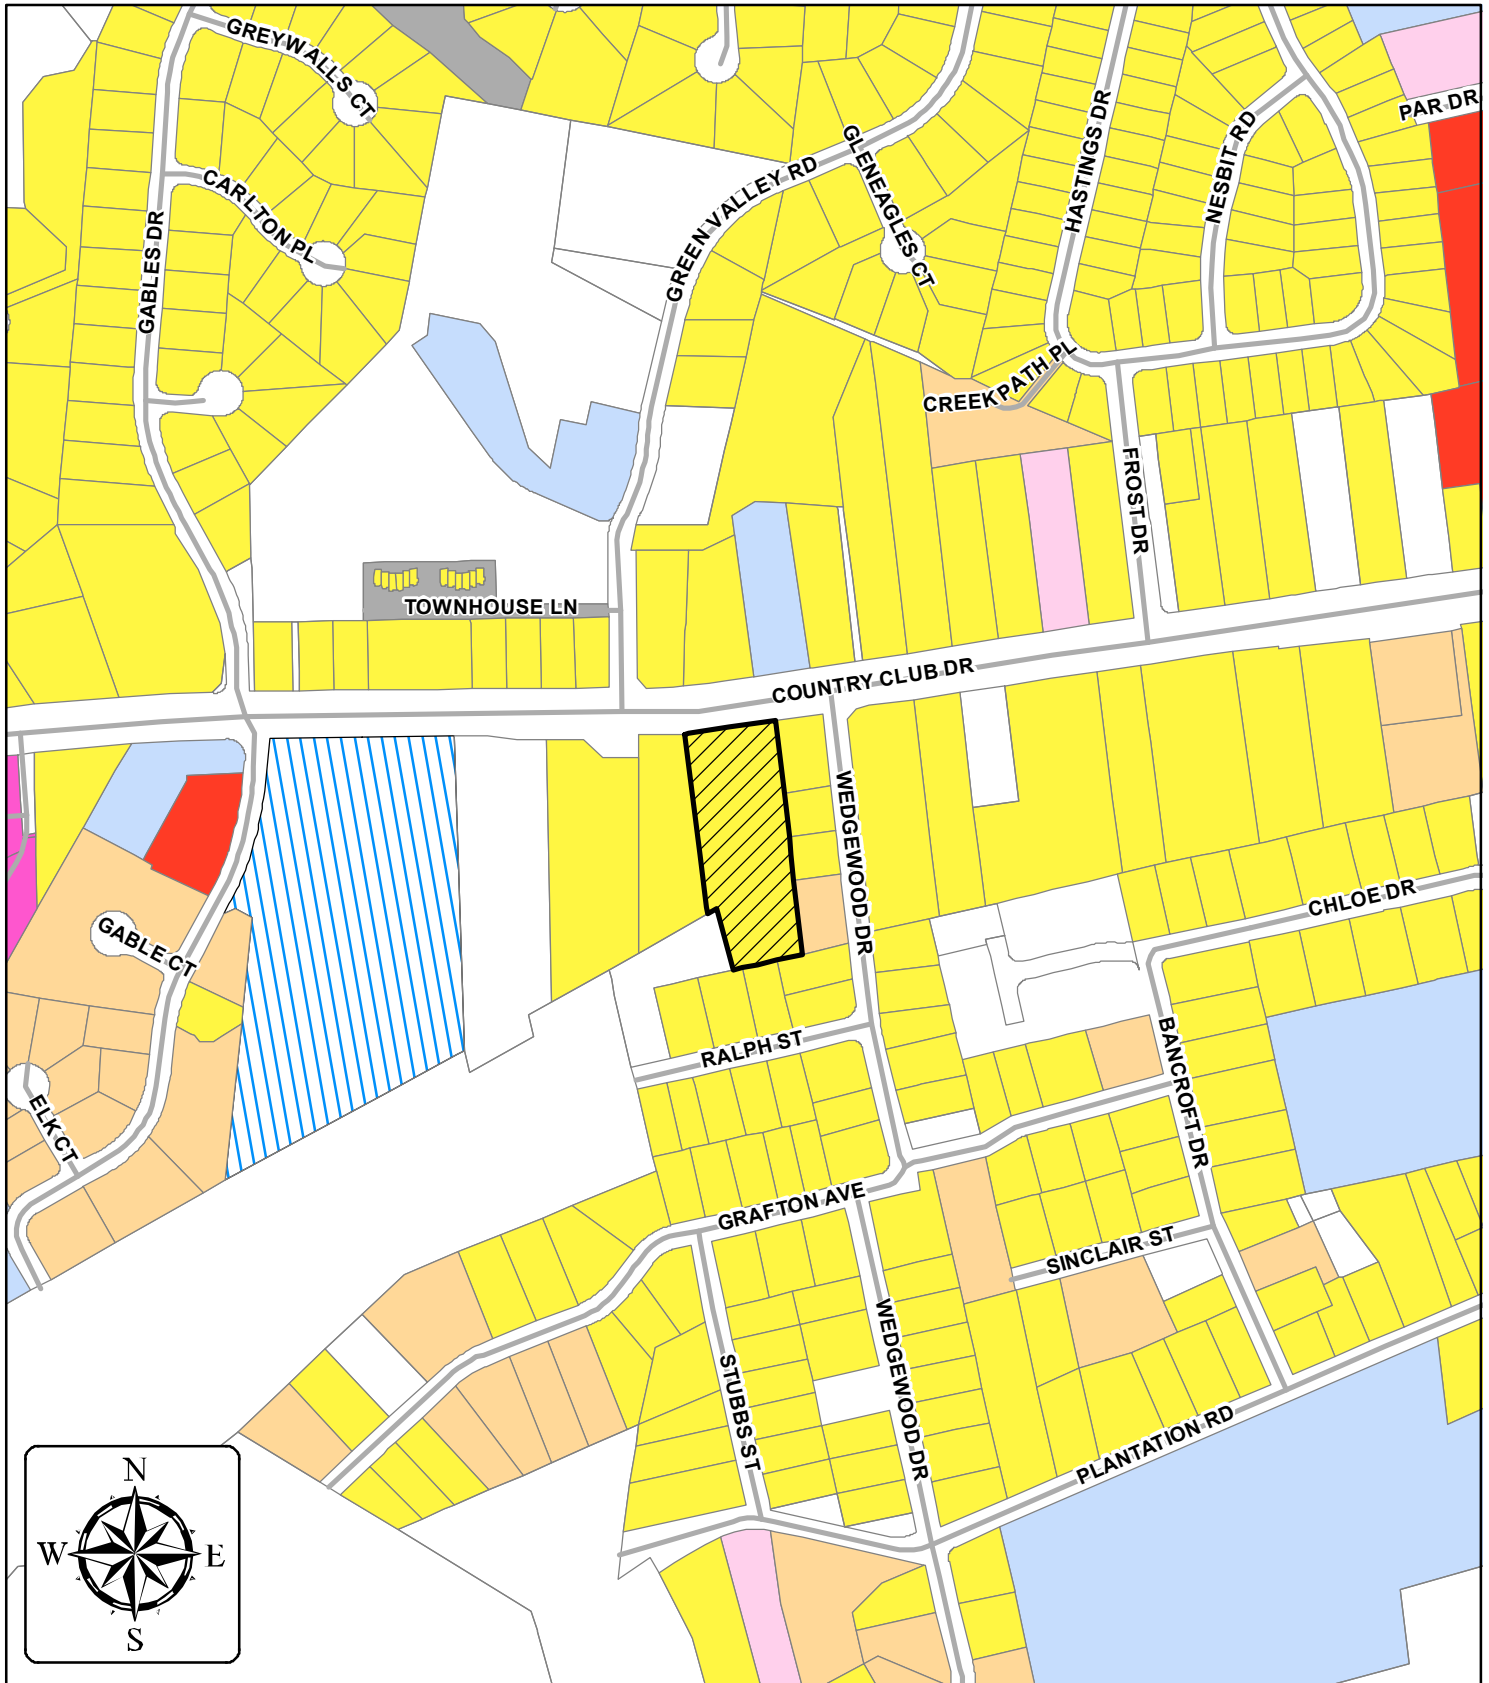 GREYWALLS CT
PAR DR
HASTINGS DR
NESBIT RD
GLENEAGLES CT
GREEN VALLEY RD
CARLTON PL
GABLES DR
CREEKPATH PL
FROST DR
TOWNHOUSE LN
COUNTRY CLUB DR
WEDGEWOOD DR
CHLOE DR
GABLE CT
RALPH ST
BANCROFT DR
ELK CT
GRAFTON AVE
SINCLAIR ST
WEDGEWOOD DR
STUBBS ST
PLANTATION RD
N
W E
S